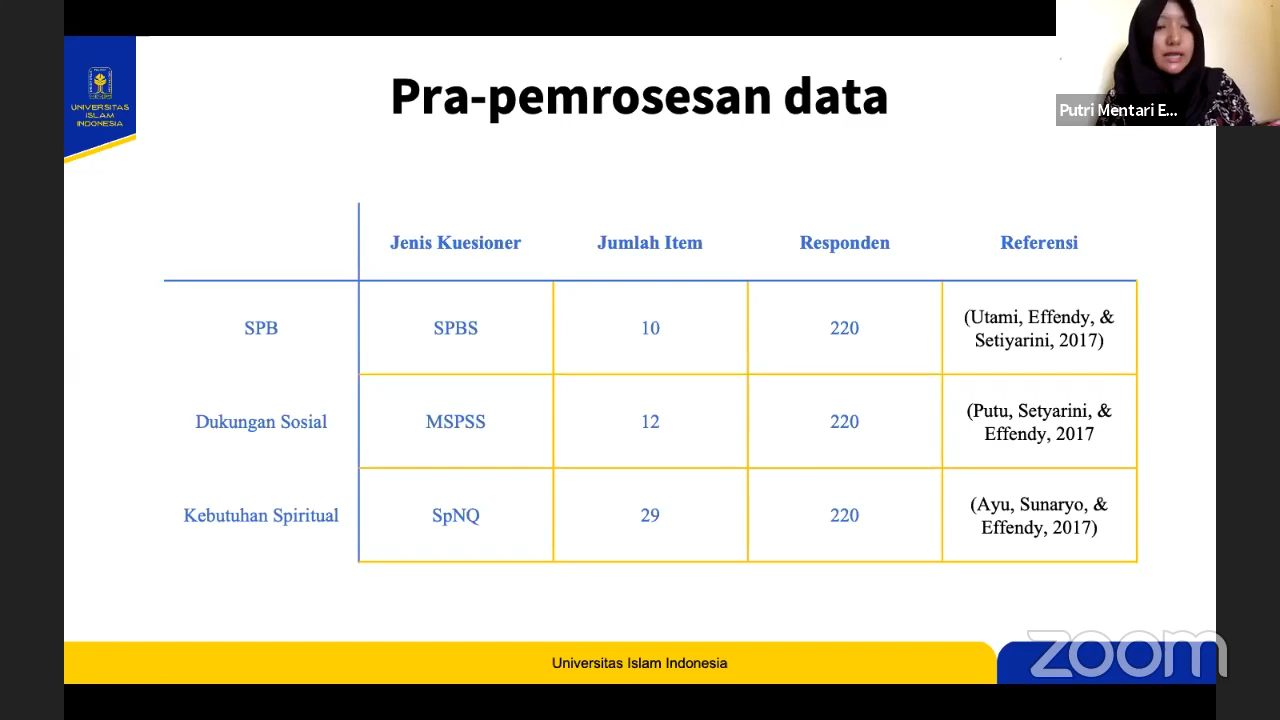 Pra-pemrosesan data
UNIVERSITAS
ISLAM
INDONESIA
Putri Mentari E...
Jenis Kuesioner
Jumlah Item
Responden
Referensi
SPB
SPBS
10
220
(Utami, Effendy, &
Setiyarini, 2017)
Dukungan Sosial
MSPSS
12
220
(Putu, Setyarini, &
Effendy, 2017
Kebutuhan Spiritual
SpNQ
29
220
(Ayu, Sunaryo, &
Effendy, 2017)
Universitas Islam Indonesia
zoom